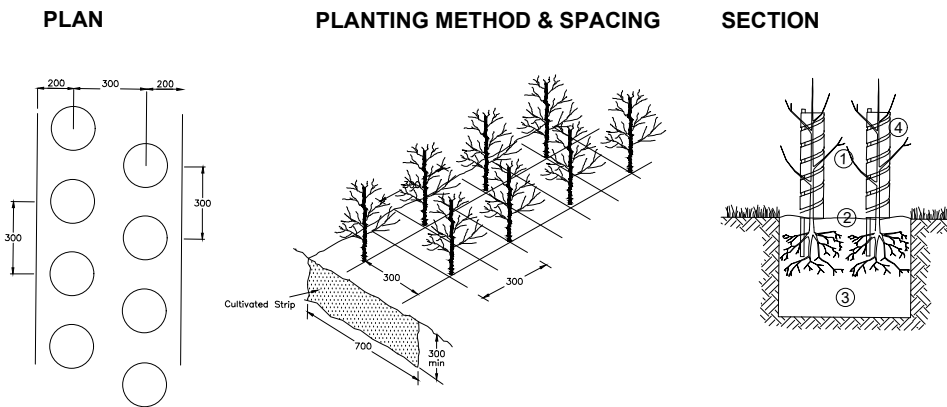 PLAN
PLANTING METHOD & SPACING
SECTION
200
300
200
300
300
350
300
300
Cultivated Strip
700
300
min
1
2
3
4